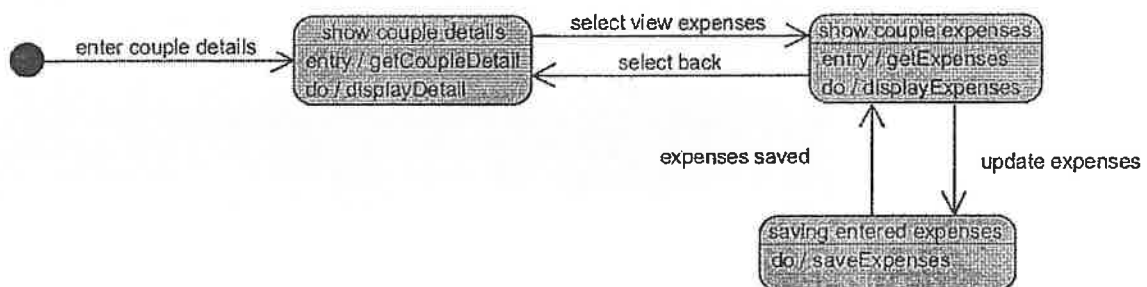 enter couple details
show couple details
entry / getCoupleDetail
do / displayDetail
select view expenses
select back
show couple expenses
entry / getExpenses
do / displayExpenses
expenses saved
update expenses
saving entered expenses
do / saveExpenses